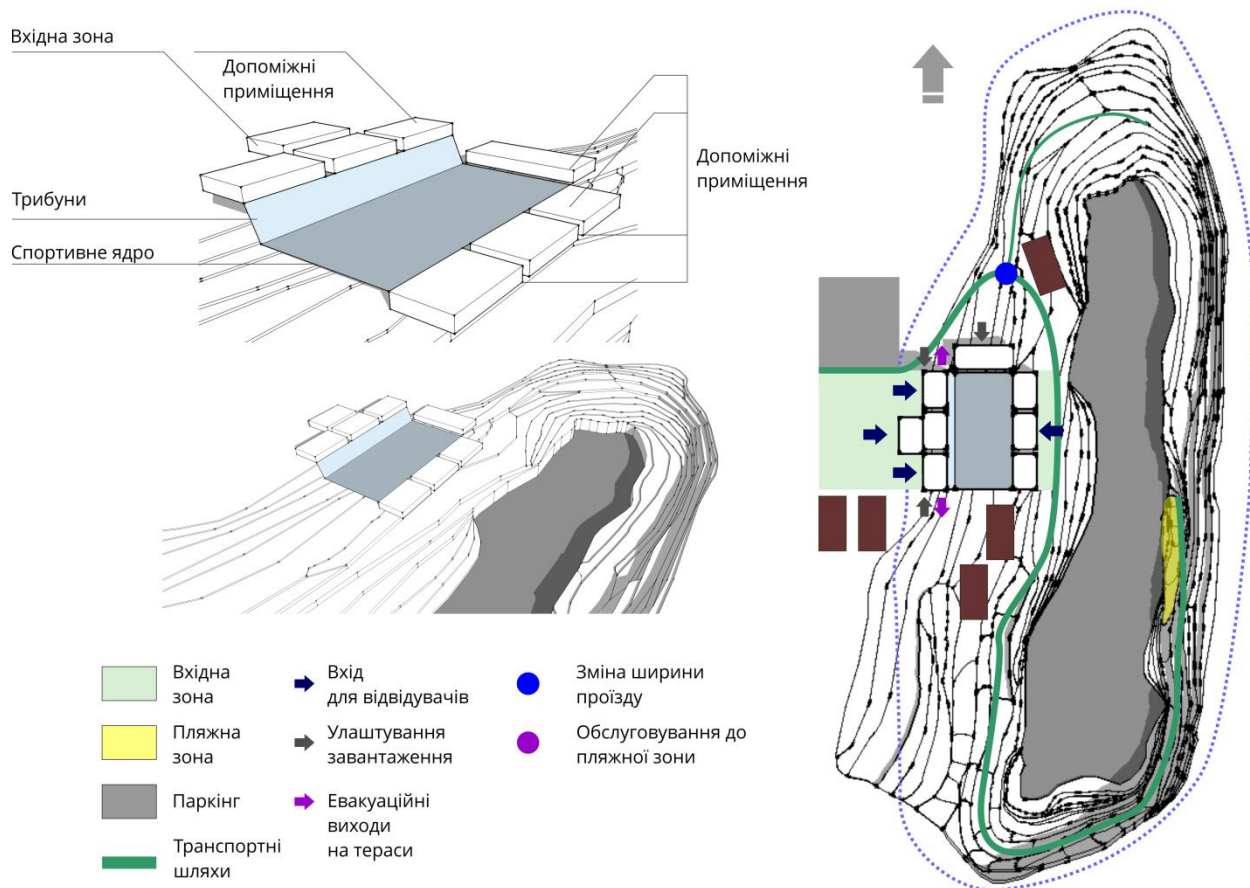 Вхідна зона
Допоміжні
приміщення
Трибуни
Спортивне ядро
Допоміжні
приміщення
Вхідна
зона
Вхід
для відвідувачів
Зміна ширини
проїзду
Пляжна
зона
Улаштування
завантаження
Обслуговування до
пляжної зони
Паркінг
Евакуаційні
виходи
на тераси
Транспортні
шляхи